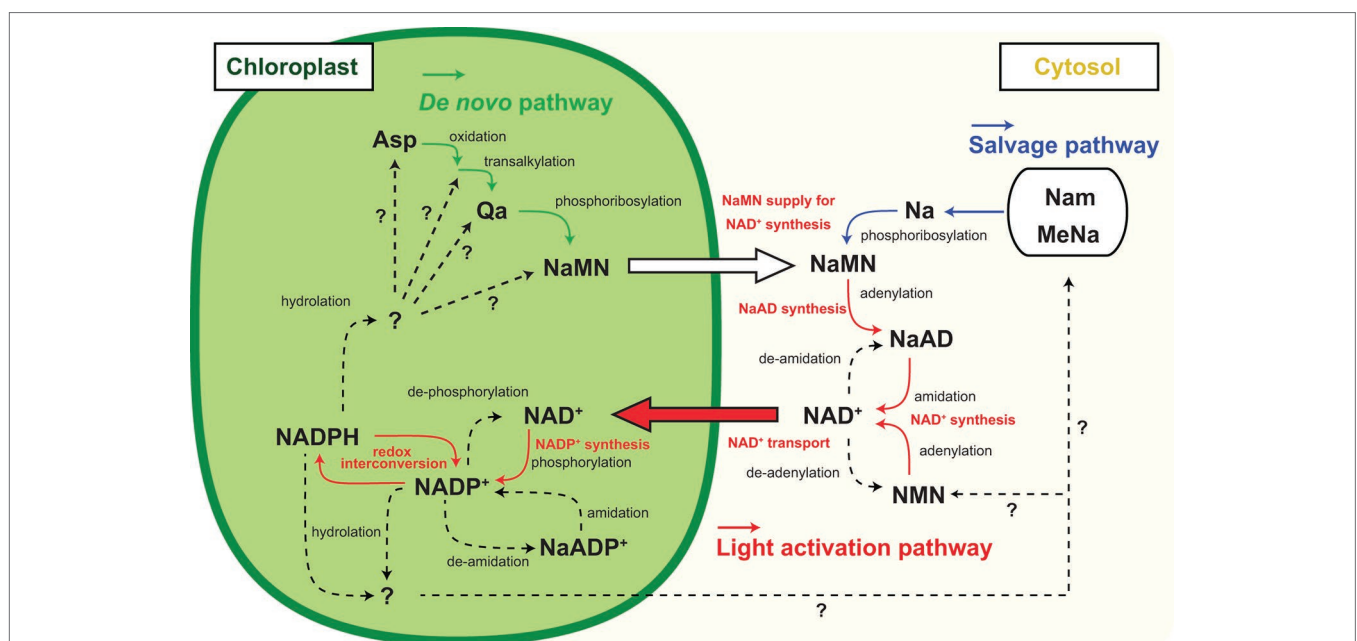 Chloroplast
De novo pathway
Asp
oxidation
transalkylation
Qa
phosphoribosylation
NaMN
?
?
?
?
hydrolation
?
de-phosphorylation
NAD⁺
NADPH
redox
interconversion
NADP⁺ synthesis
phosphorylation
NADP⁺
hydrolation
amidation
de-amidation
NaADP⁺
?
Cytosol
Salvage pathway
Nam
MeNa
Na
phosphoribosylation
NaMN supply for
NAD⁺ synthesis
NaMN
adenylation
NaAD synthesis
NaAD
de-amidation
amidation
NAD⁺ synthesis
NAD⁺
NAD⁺ transport
adenylation
de-adenylation
NMN
?
?
Light activation pathway
?